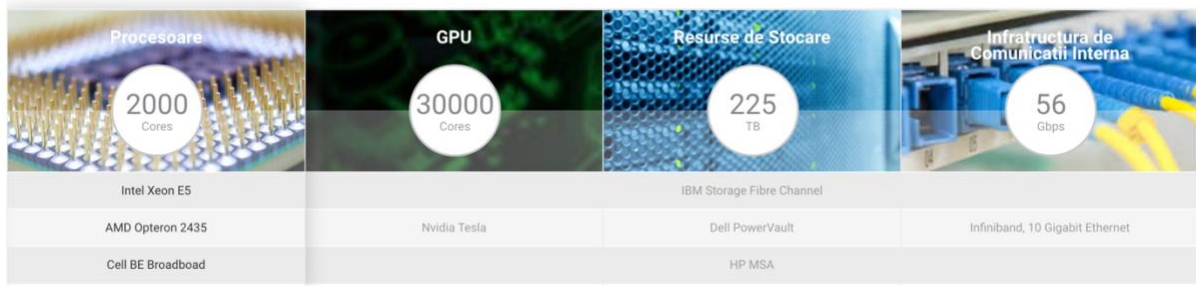 Procesoare
2000
Cores
Intel Xeon E5
AMD Opteron 2435
Cell BE Broadboad
GPU
30000
Cores
Nvidia Tesla
Resurse de Stocare
225
TB
IBM Storage Fibre Channel
Dell PowerVault
HP MSA
Infratructura de
Comunicatii Interna
56
Gbps
Infiniband, 10 Gigabit Ethernet